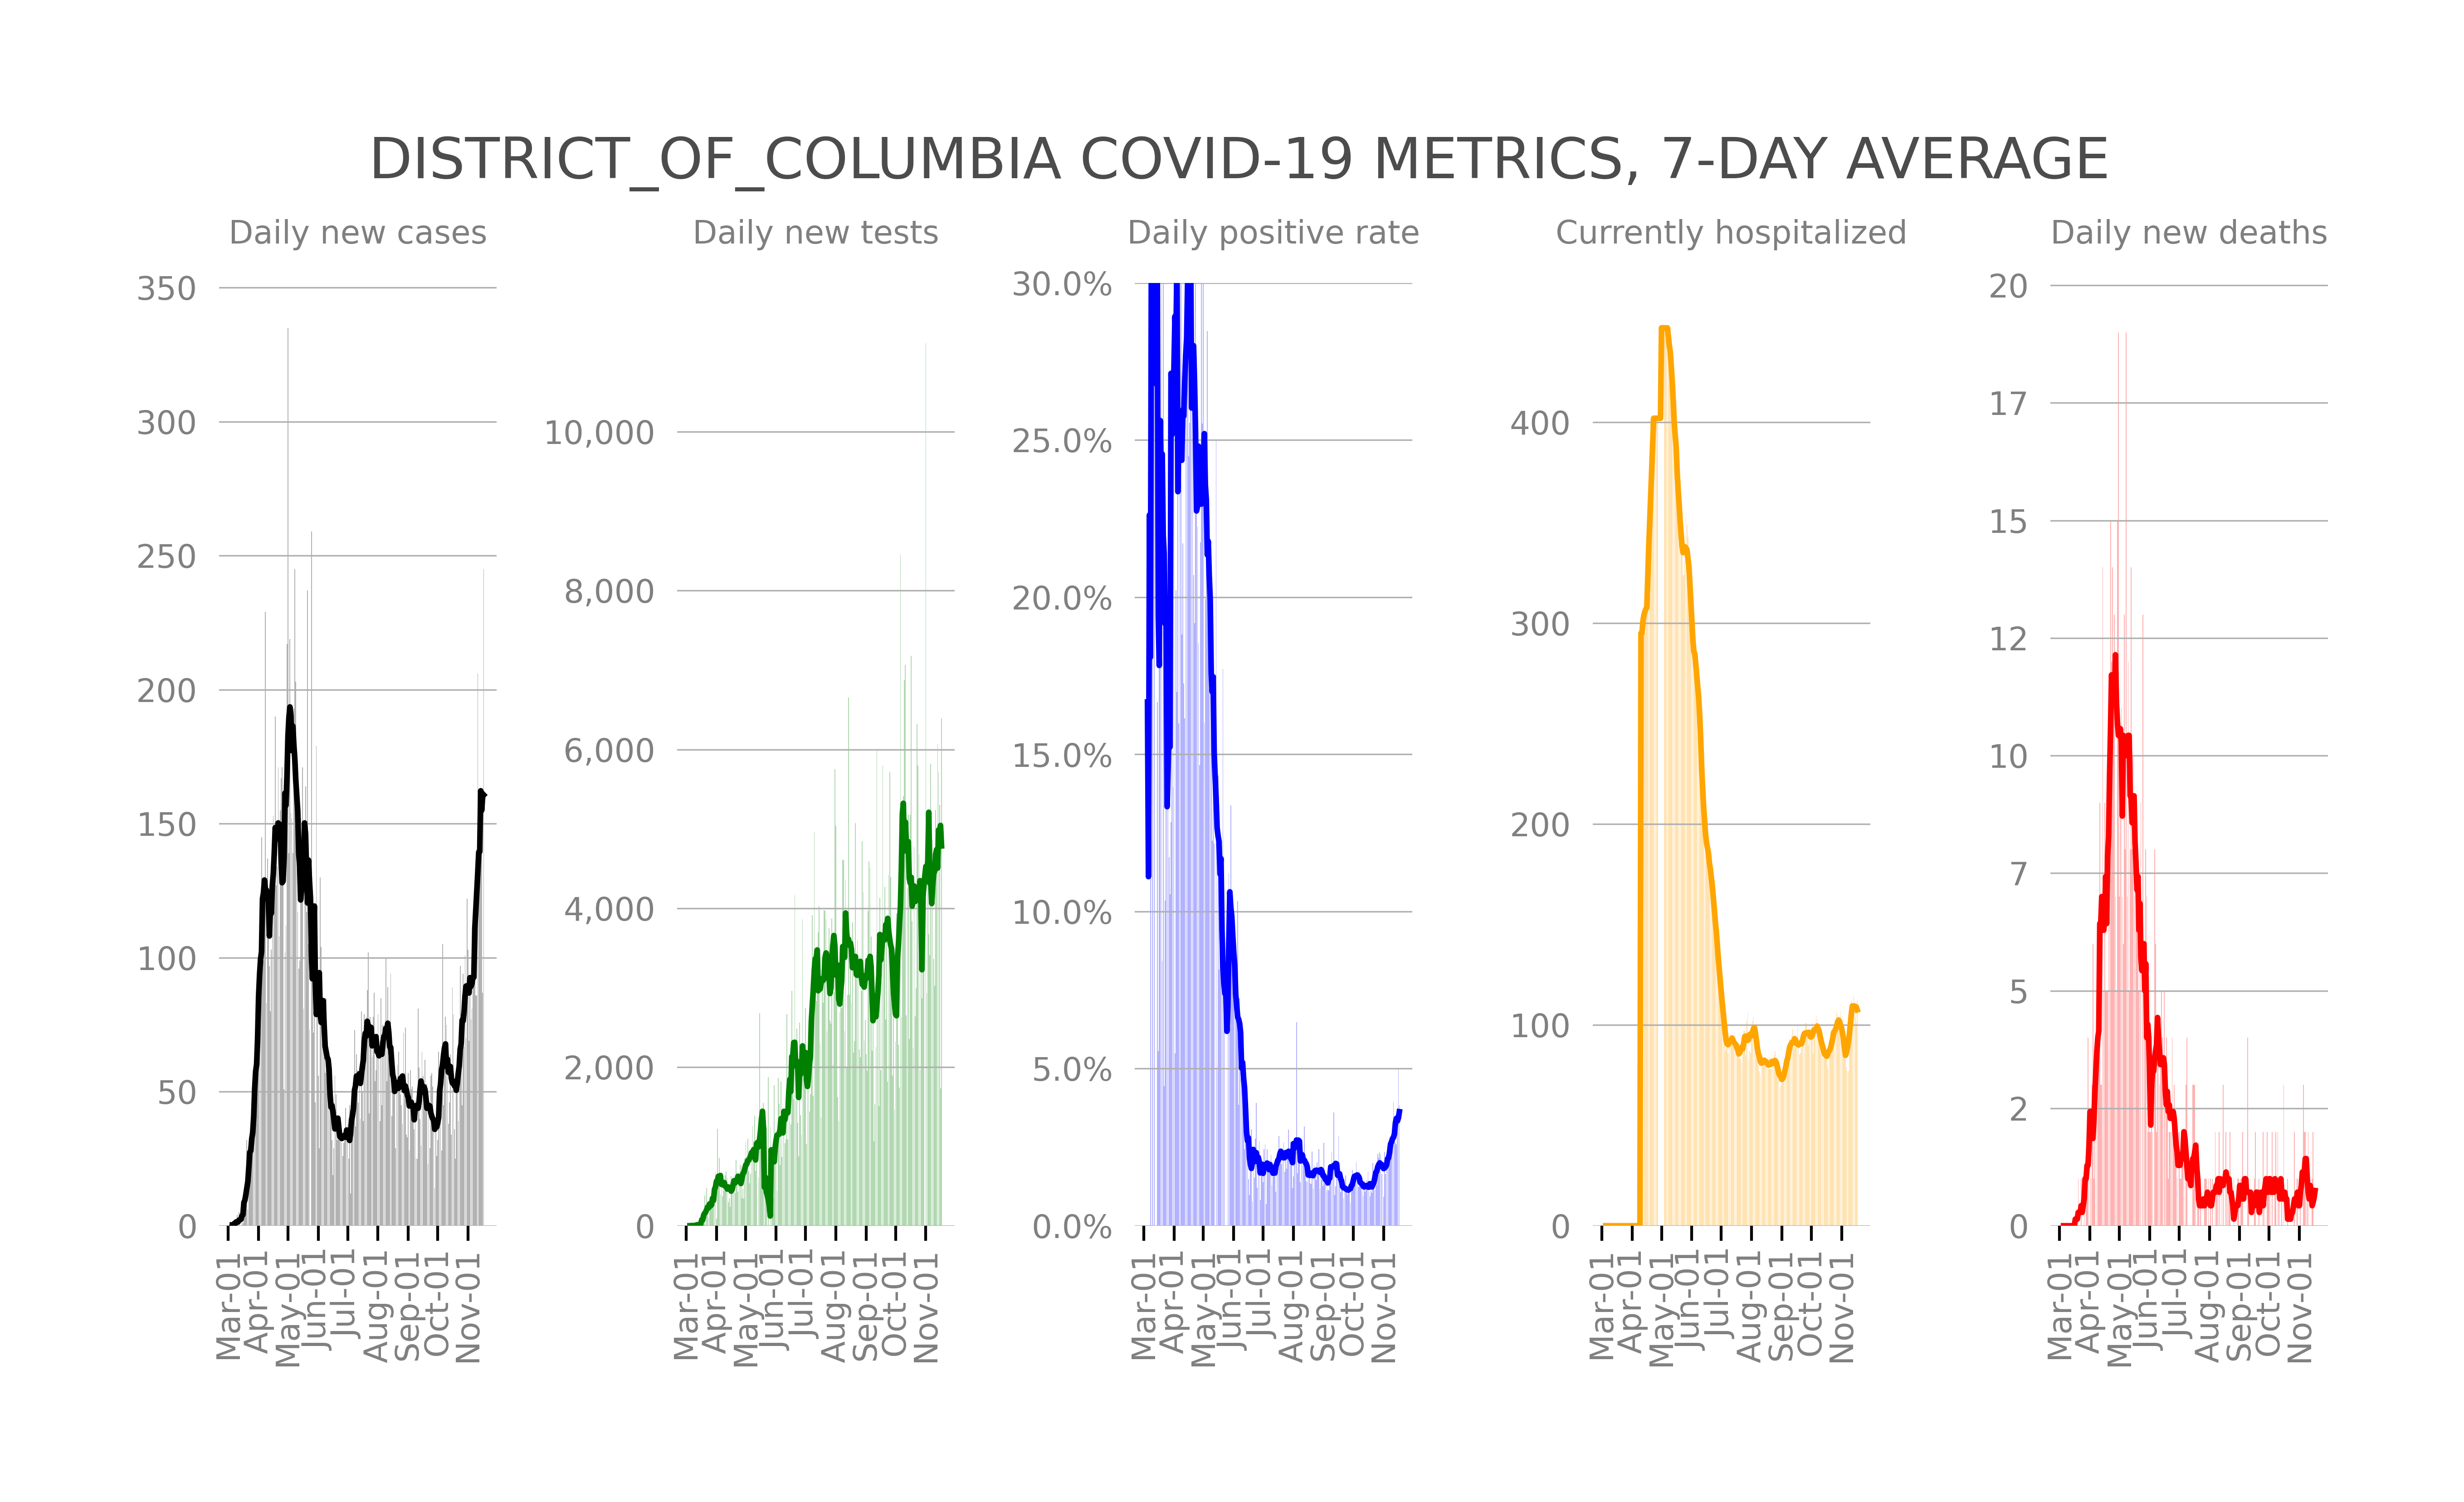 DISTRICT_OF_COLUMBIA COVID-19 METRICS, 7-DAY AVERAGE
Daily new cases
350
300
250
200
150
100
50
0
Mar-01
Apr-01
May-01
Jun-01
Jul-01
Aug-01
Sep-01
Oct-01
Nov-01
Daily new tests
10,000
8,000
6,000
4,000
2,000
0
Mar-01
Apr-01
May-01
Jun-01
Jul-01
Aug-01
Sep-01
Oct-01
Nov-01
Daily positive rate
30.0%
25.0%
20.0%
15.0%
10.0%
5.0%
0.0%
Mar-01
Apr-01
May-01
Jun-01
Jul-01
Aug-01
Sep-01
Oct-01
Nov-01
Currently hospitalized
400
300
200
100
0
Mar-01
Apr-01
May-01
Jun-01
Jul-01
Aug-01
Sep-01
Oct-01
Nov-01
Daily new deaths
20
17
15
12
10
7
5
2
0
Mar-01
Apr-01
May-01
Jun-01
Jul-01
Aug-01
Sep-01
Oct-01
Nov-01